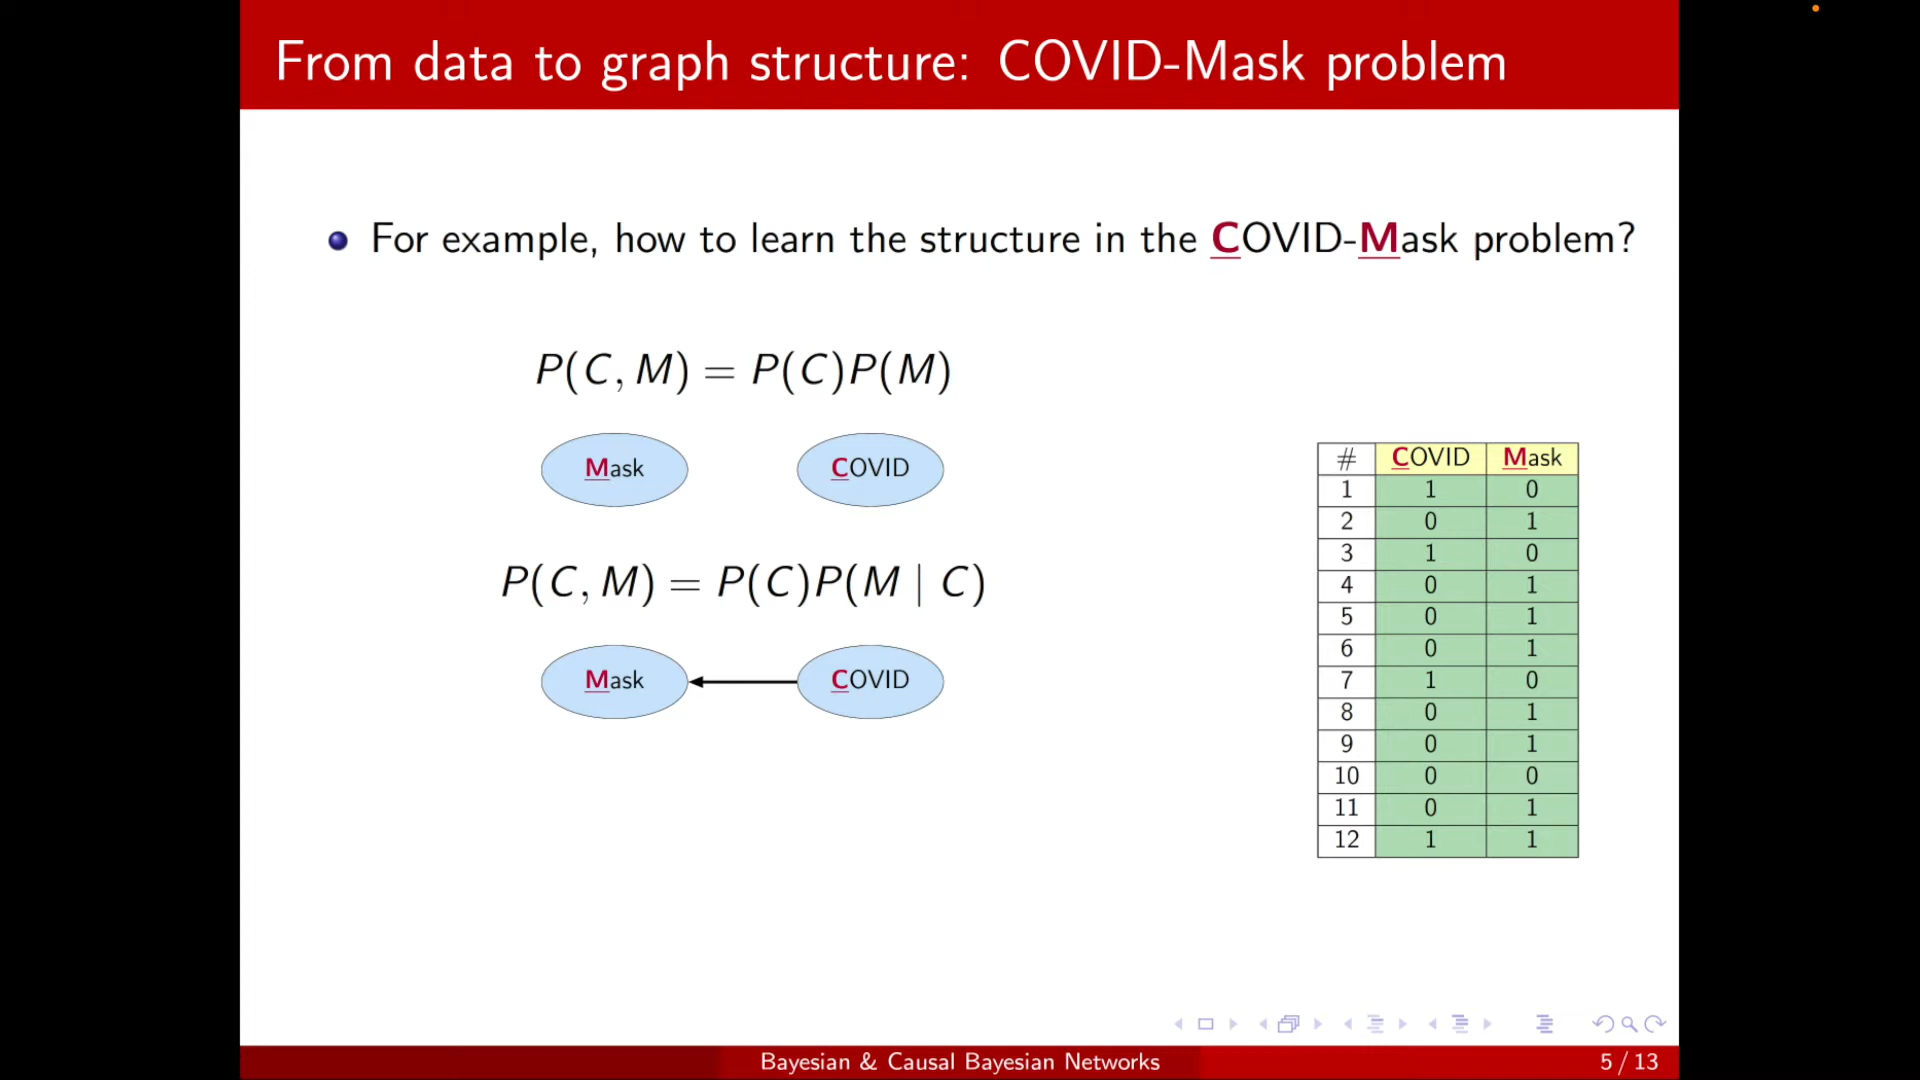 From data to graph structure: COVID-Mask problem
For example, how to learn the structure in the COVID-Mask problem?
P(C, M) = P(C)P(M)
Mask COVID
P(C, M) = P(C)P(M | C)
Mask COVID
# COVID Mask
1 1 0
2 0 1
3 1 0
4 0 1
5 0 1
6 0 1
7 1 0
8 0 1
9 0 1
10 0 0
11 0 1
12 1 1
Bayesian & Causal Bayesian Networks 5 / 13